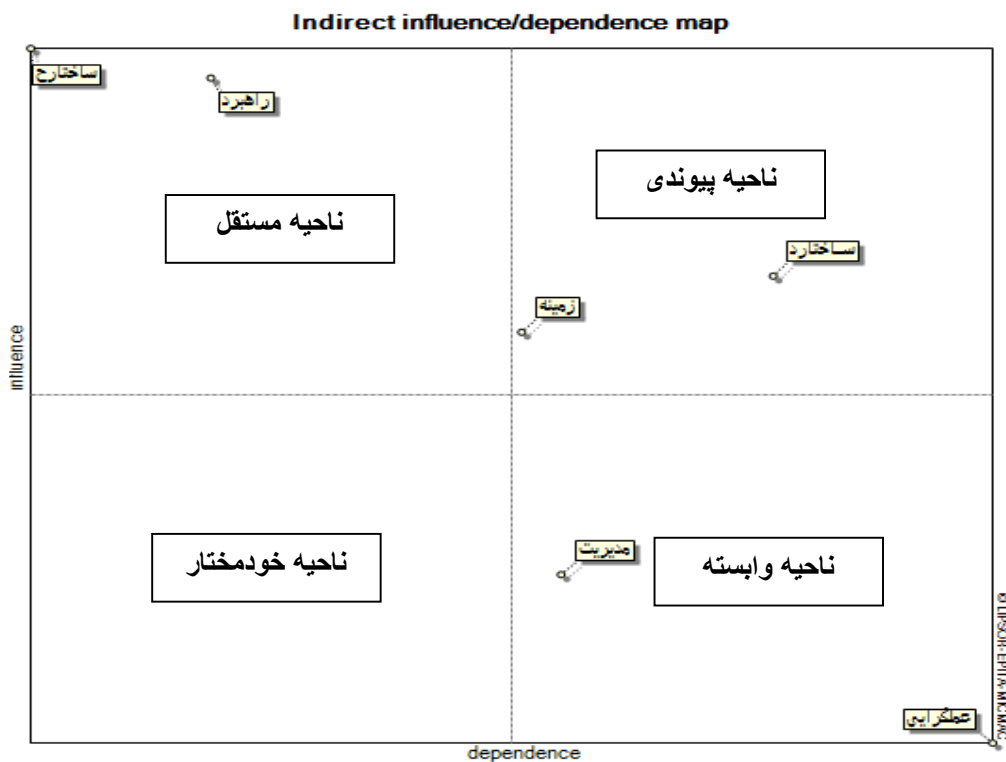 Indirect influence/dependence map
ساختارح
راهبرد
ناحیه پیوندی
ناحیه مستقل
ساختارد
زمینه
influence
ناحیه خودمختار
مدیریت
ناحیه وابسته
عملگرایی
dependence
© LIPSOR-EPITA-MICMAC